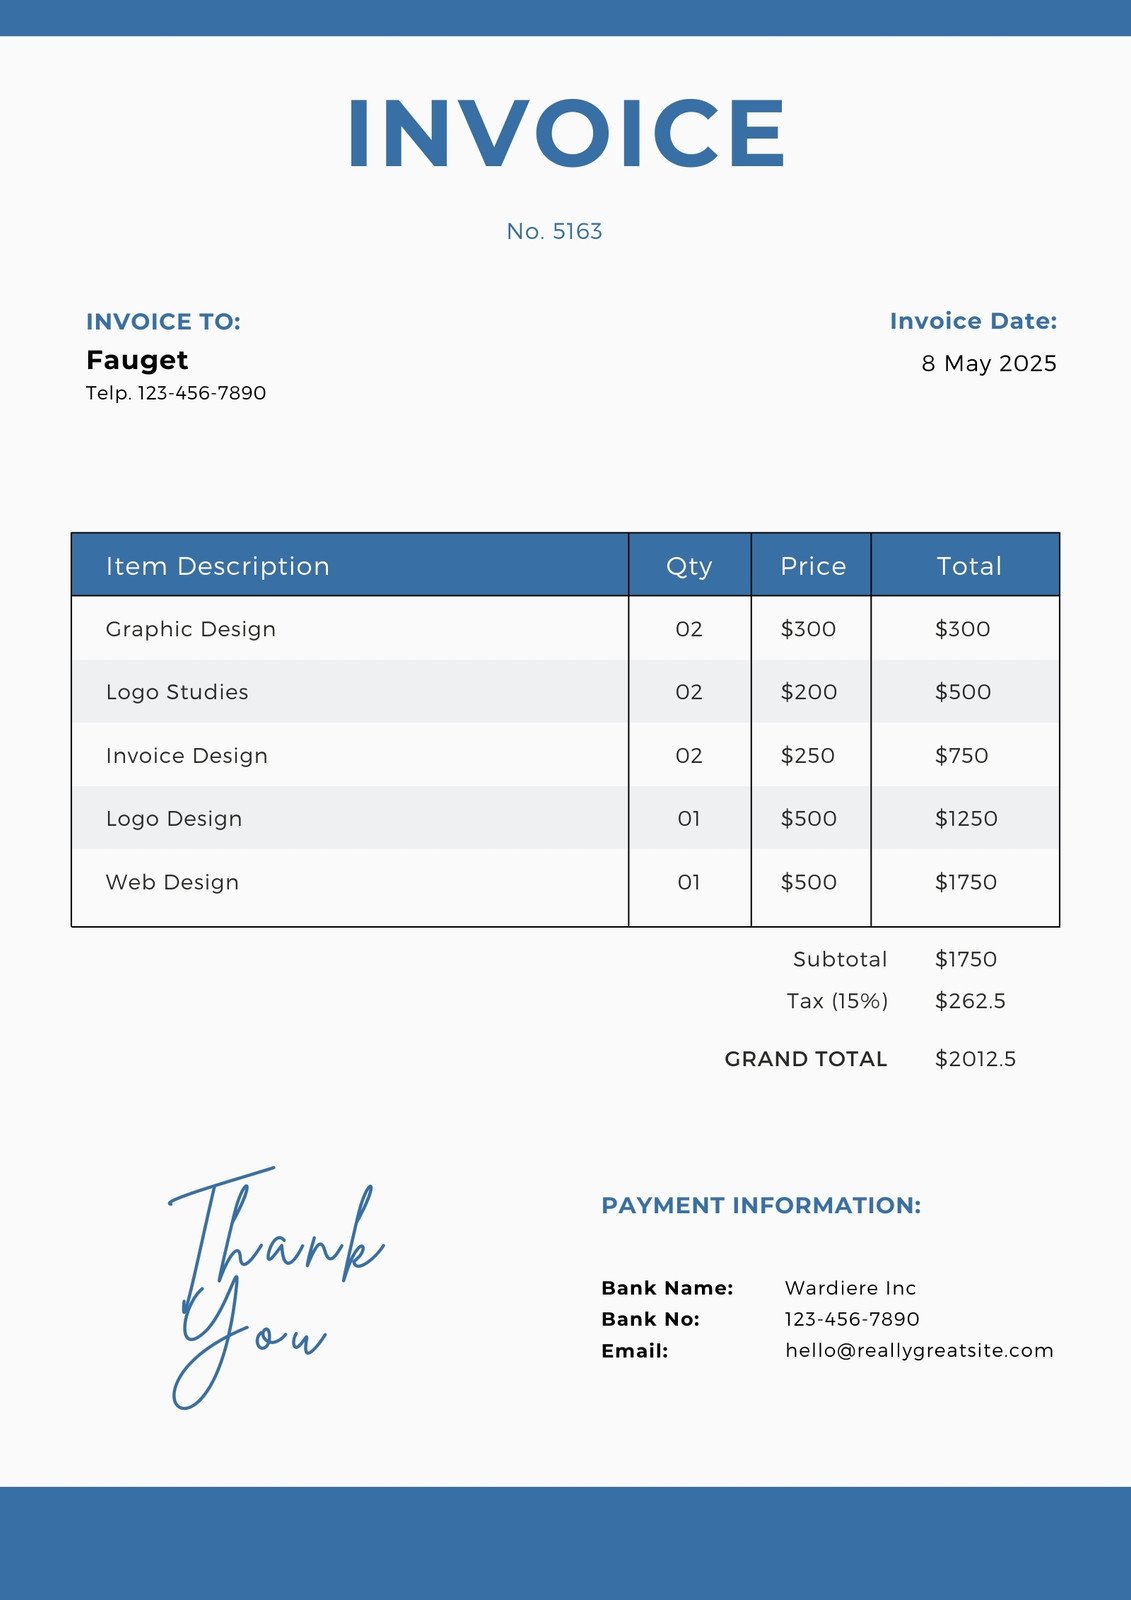 INVOICE
No. 5163
INVOICE TO:
Fauget
Telp. 123-456-7890
Invoice Date:
8 May 2025
Item Description Qty Price Total
Graphic Design 02 $300 $300
Logo Studies 02 $200 $500
Invoice Design 02 $250 $750
Logo Design 01 $500 $1250
Web Design 01 $500 $1750
Subtotal $1750
Tax (15%) $262.5
GRAND TOTAL $2012.5
Thank
You
PAYMENT INFORMATION:
Bank Name: Wardiere Inc
Bank No: 123-456-7890
Email: hello@reallygreatsite.com